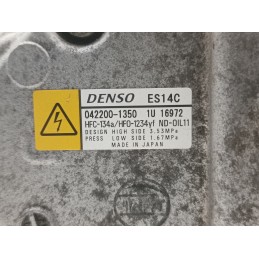 DENSO ES14C
042200-1350 1U 16972
HFC-134a/HFO-1234yf ND-OIL11
DESIGN HIGH SIDE 3.53MPa
PRESS LOW SIDE 1.67MPa
MADE IN JAPAN